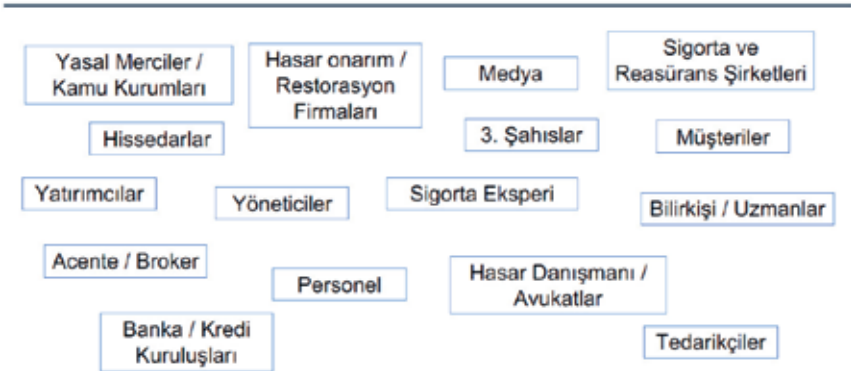 Yasal Merciler /
Kamu Kurumları
Hasar onarım /
Restorasyon
Firmaları
Medya
Sigorta ve
Reasürans Şirketleri
Hissedarlar
3. Şahıslar
Müşteriler
Yatırımcılar
Yöneticiler
Sigorta Eksperi
Bilirkişi / Uzmanlar
Acente / Broker
Personel
Hasar Danışmanı /
Avukatlar
Banka / Kredi
Kuruluşları
Tedarikçiler